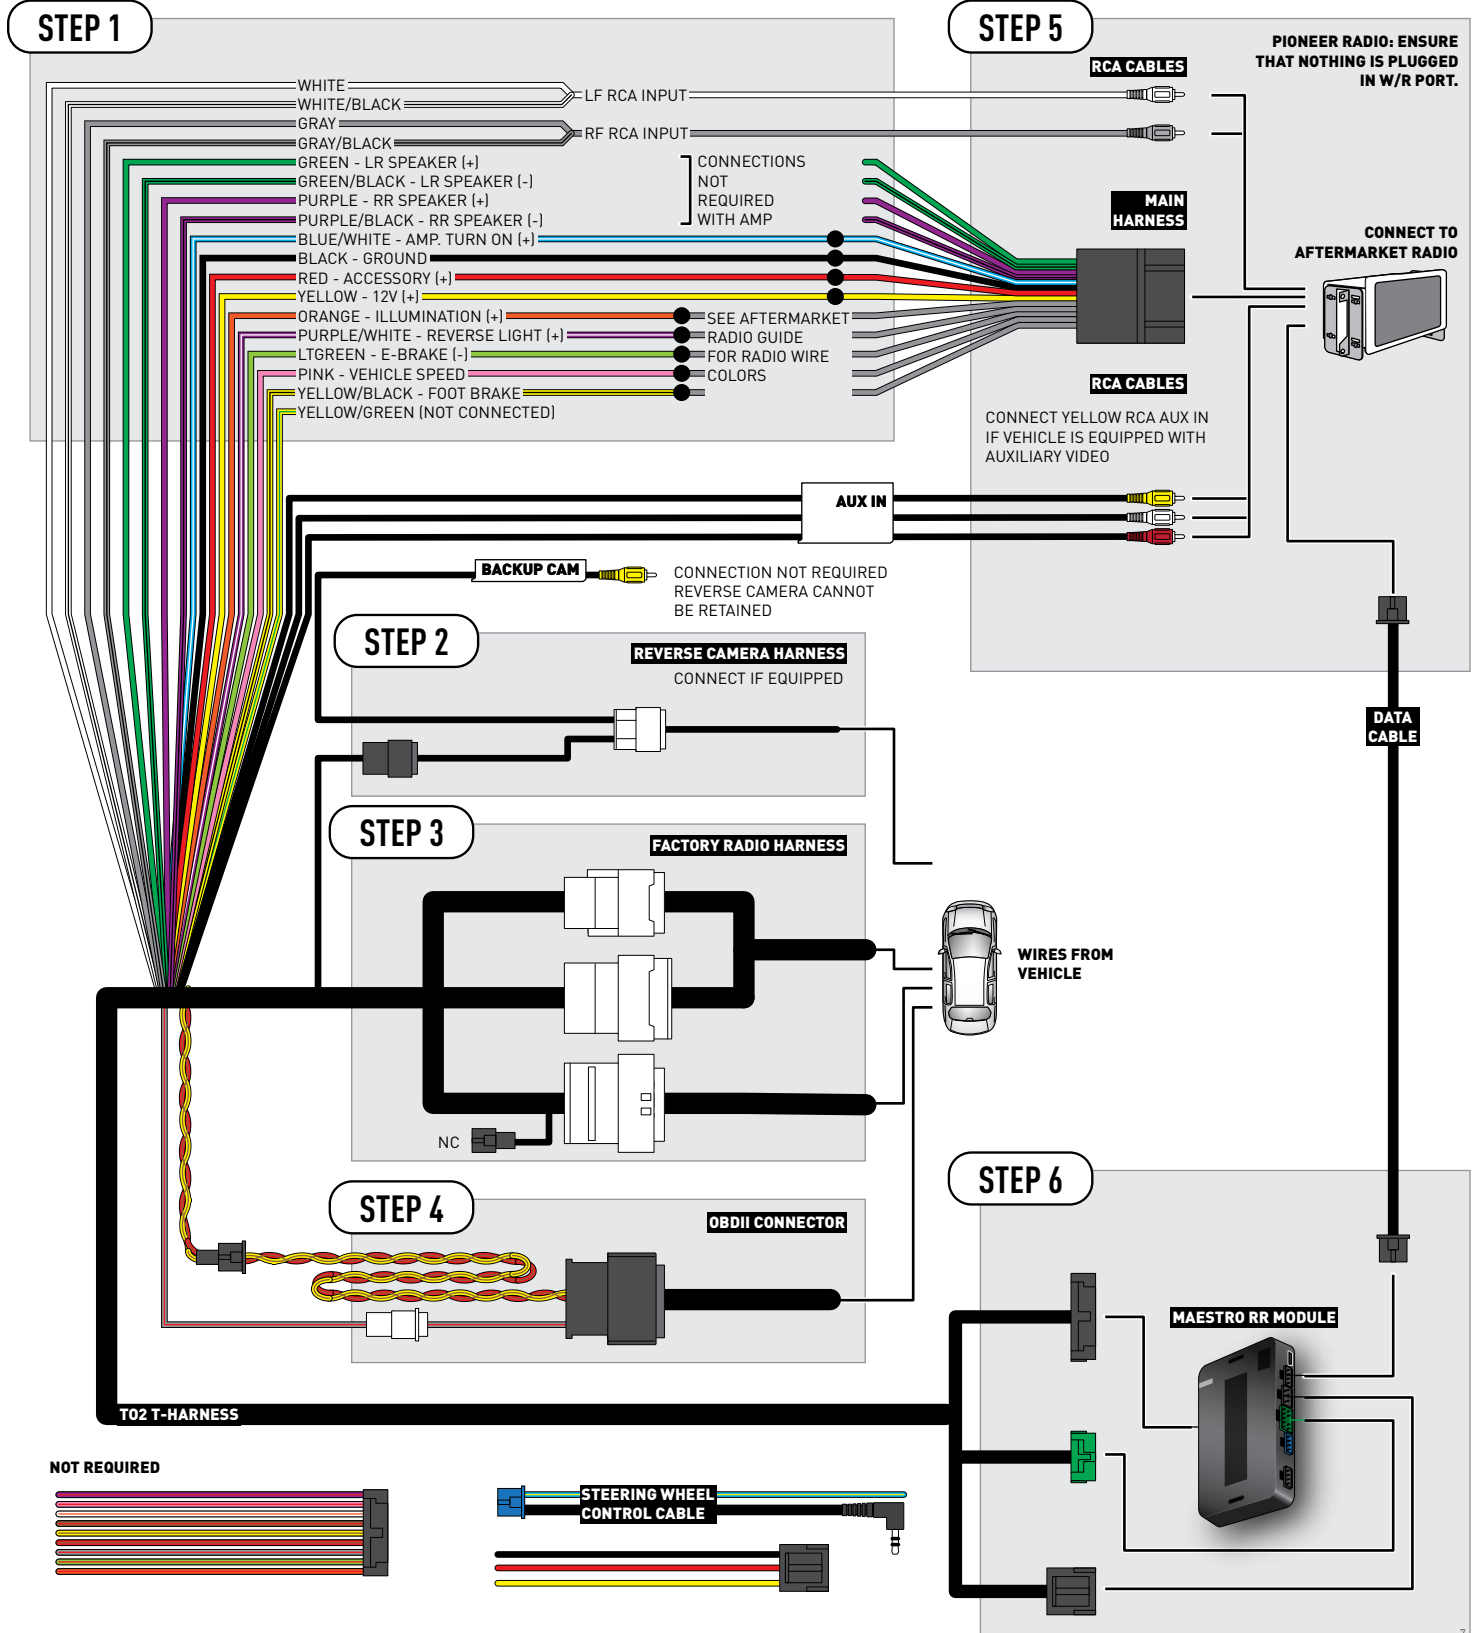 STEP 1
WHITE
WHITE/BLACK
LF RCA INPUT
GRAY
GRAY/BLACK
RF RCA INPUT
GREEN - LR SPEAKER (+)
GREEN/BLACK - LR SPEAKER (-)
PURPLE - RR SPEAKER (+)
PURPLE/BLACK - RR SPEAKER (-)
CONNECTIONS
NOT
REQUIRED
WITH AMP
BLUE/WHITE - AMP. TURN ON (+)
BLACK - GROUND
RED - ACCESSORY (+)
YELLOW - 12V (+)
ORANGE - ILLUMINATION (+)
PURPLE/WHITE - REVERSE LIGHT (+)
LTGREEN - E-BRAKE (-)
PINK - VEHICLE SPEED
YELLOW/BLACK - FOOT BRAKE
YELLOW/GREEN (NOT CONNECTED)
SEE AFTERMARKET
RADIO GUIDE
FOR RADIO WIRE
COLORS
STEP 5
PIONEER RADIO: ENSURE
THAT NOTHING IS PLUGGED
IN W/R PORT.
RCA CABLES
MAIN
HARNESS
CONNECT TO
AFTERMARKET RADIO
RCA CABLES
CONNECT YELLOW RCA AUX IN
IF VEHICLE IS EQUIPPED WITH
AUXILIARY VIDEO
AUX IN
BACKUP CAM
CONNECTION NOT REQUIRED
REVERSE CAMERA CANNOT
BE RETAINED
STEP 2
REVERSE CAMERA HARNESS
CONNECT IF EQUIPPED
DATA
CABLE
STEP 3
FACTORY RADIO HARNESS
WIRES FROM
VEHICLE
NC
STEP 4
OBDII CONNECTOR
STEP 6
MAESTRO RR MODULE
TO2 T-HARNESS
NOT REQUIRED
STEERING WHEEL
CONTROL CABLE
7